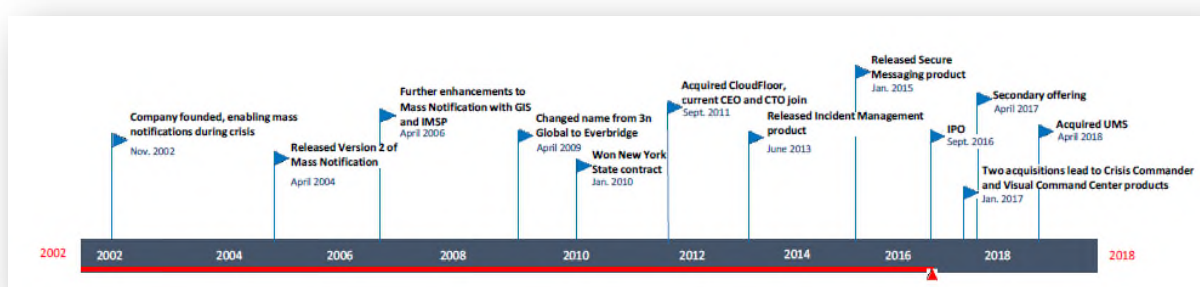 Company founded, enabling mass
notifications during crisis
Nov. 2002
Released Version 2 of
Mass Notification
April 2004
Further enhancements to
Mass Notification with GIS
and IMSP
April 2006
Changed name from 3n
Global to Everbridge
April 2009
Won New York
State contract
Jan. 2010
Acquired CloudFloor,
current CEO and CTO join
Sept. 2011
Released Incident Management
product
June 2013
Released Secure
Messaging product
Jan. 2015
IPO
Sept. 2016
Two acquisitions lead to Crisis Commander
and Visual Command Center products
Jan. 2017
Secondary offering
April 2017
Acquired UMS
April 2018
2002 2002 2004 2006 2008 2010 2012 2014 2016 2018 2018